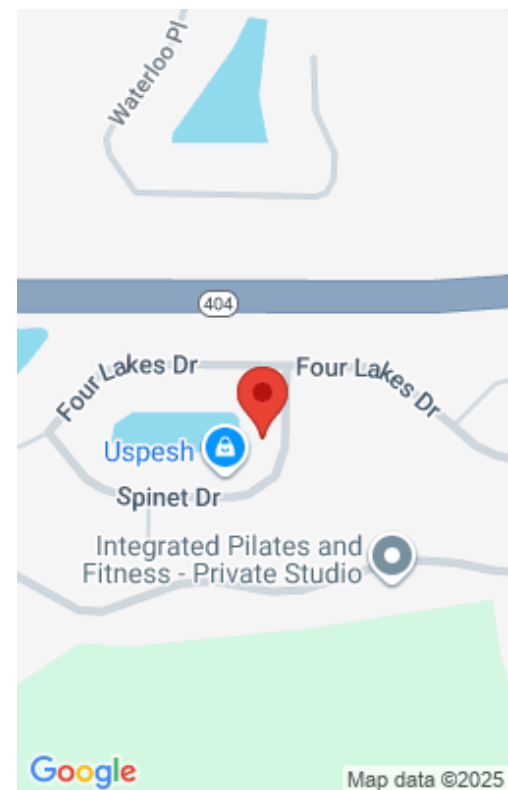 Waterloo Pl
404
Four Lakes Dr
Four Lakes Dr
Uspesh
Spinet Dr
Integrated Pilates and
Fitness - Private Studio
Google
Map data ©2025